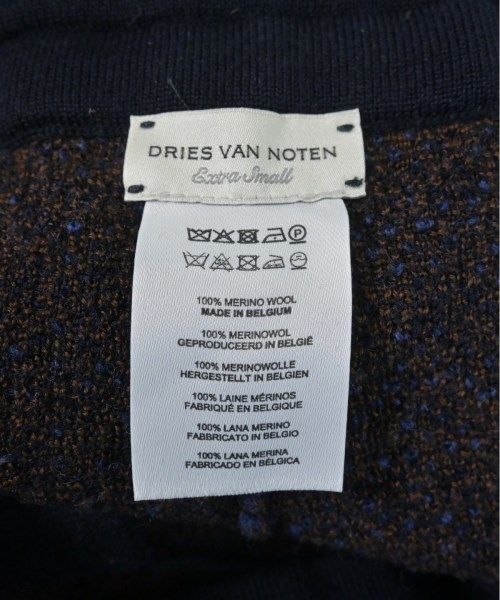 DRIES VAN NOTEN
Extra Small
100% MERINO WOOL
MADE IN BELGIUM
100% MERINOWOL
GEPRODUCEERD IN BELGIË
100% MERINOWOLLE
HERGESTELLT IN BELGIEN
100% LAINE MÉRINOS
FABRIQUÉ EN BELGIQUE
100% LANA MERINO
FABBRICATO IN BELGIO
100% LANA MERINA
FABRICADO EN BÉLGICA